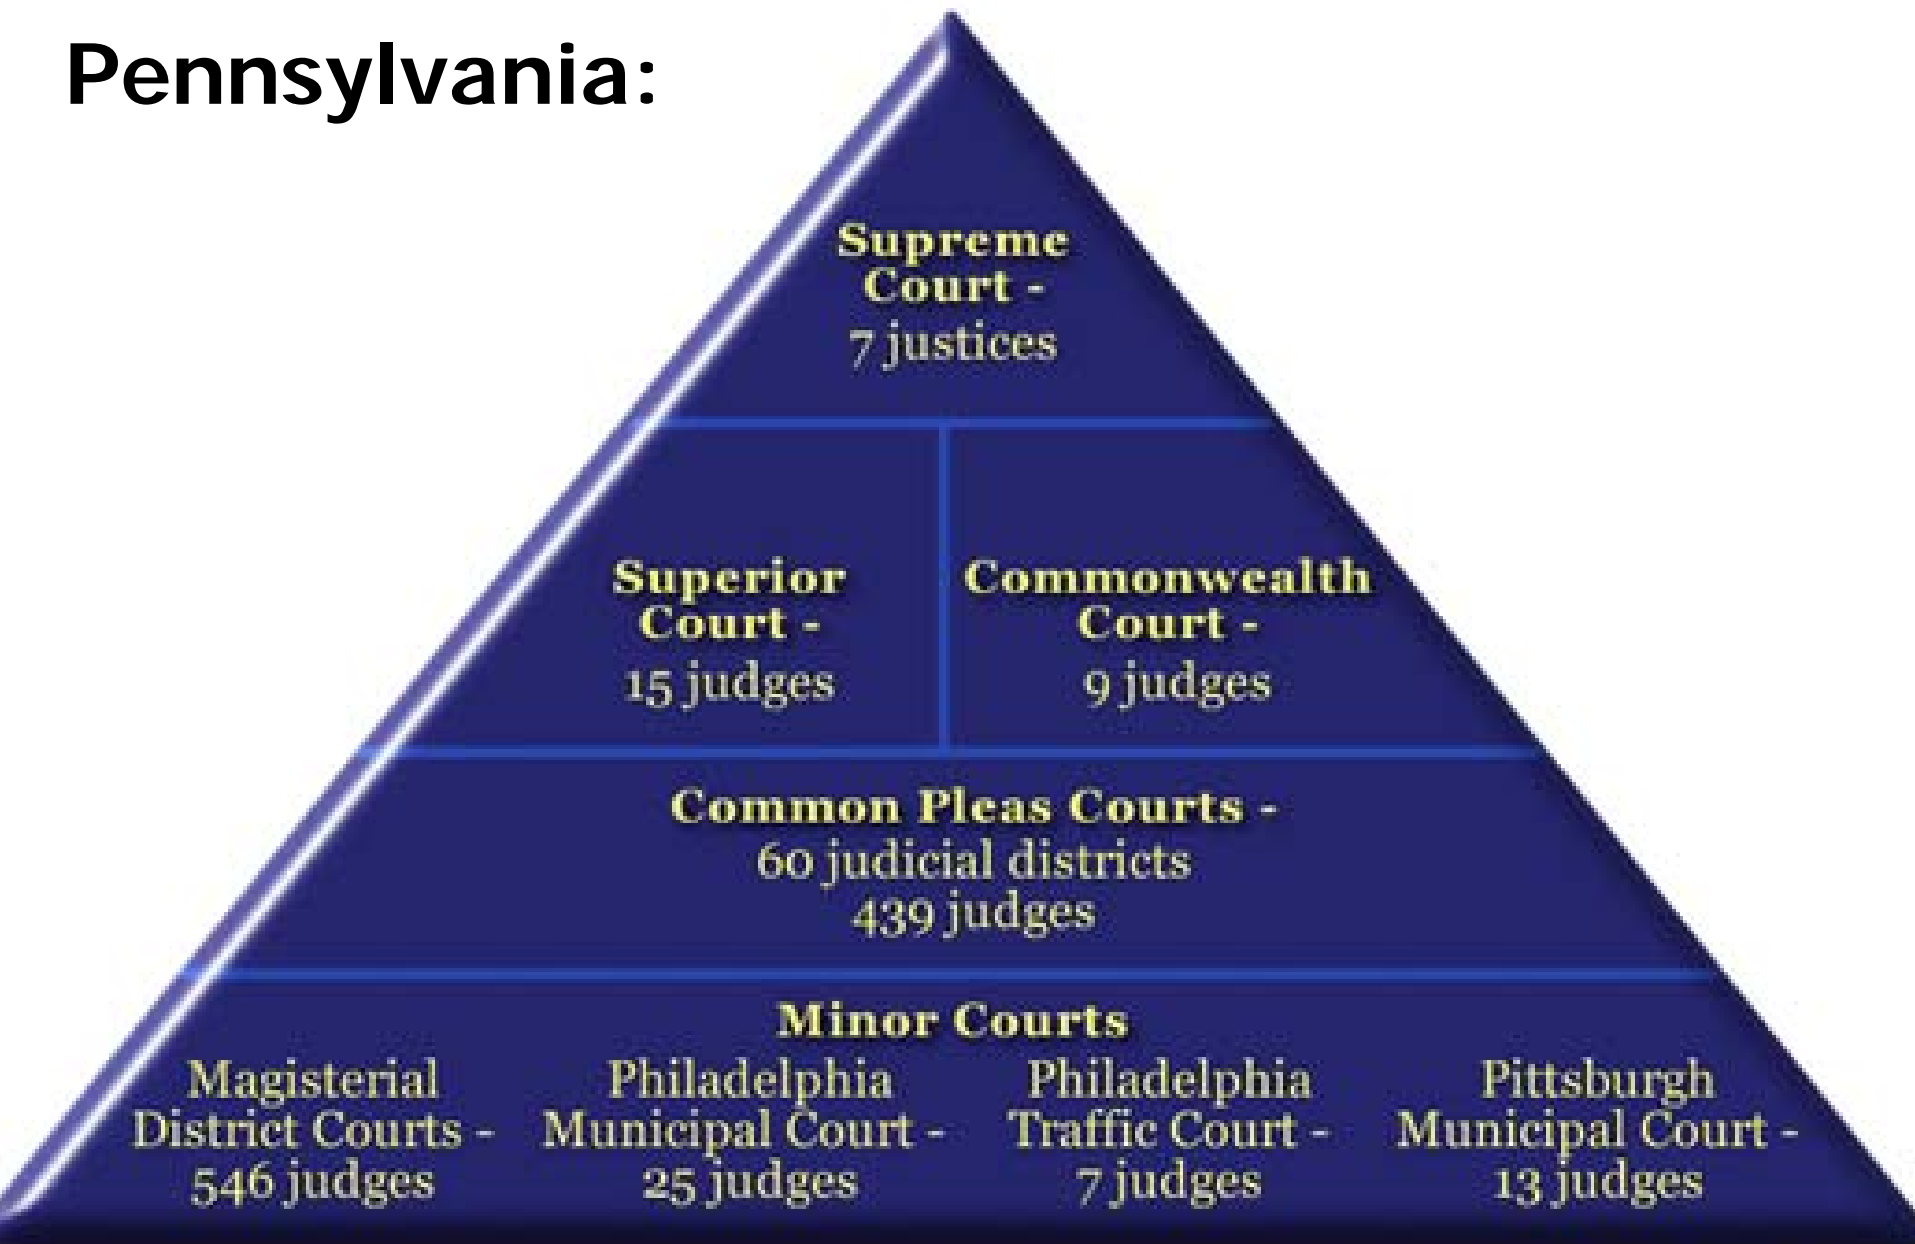 Pennsylvania:
Supreme
Court -
7 justices
Superior
Court -
15 judges
Commonwealth
Court -
9 judges
Common Pleas Courts -
60 judicial districts
439 judges
Minor Courts
Magisterial
District Courts -
546 judges
Philadelphia
Municipal Court -
25 judges
Philadelphia
Traffic Court -
7 judges
Pittsburgh
Municipal Court -
13 judges